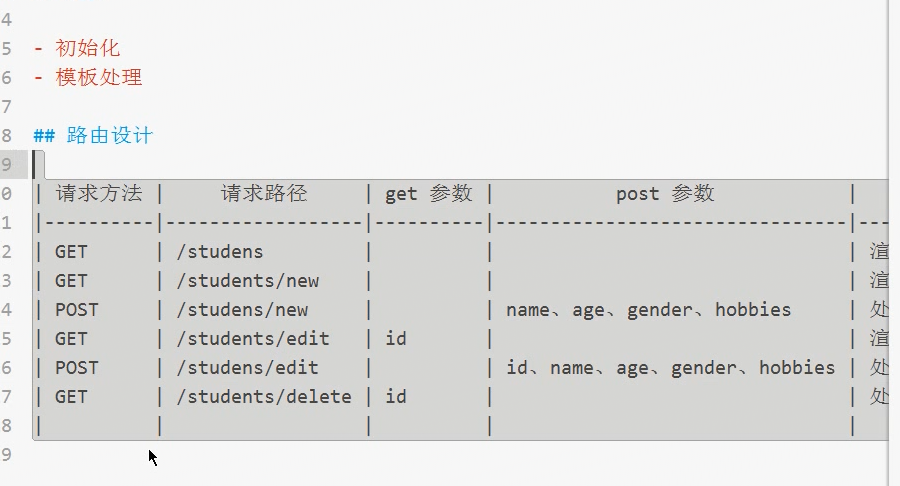 4
5 - 初始化
6 - 模板处理
7
8 ## 路由设计
9
0 | 请求方法 | 请求路径 | get 参数 | post 参数 |
1 |----------|------------------|----------|--------------------------------|---
2 | GET | /studens | | | 渲
3 | GET | /students/new | | | 渲
4 | POST | /studens/new | | name、age、gender、hobbies | 处
5 | GET | /students/edit | id | | 渲
6 | POST | /studens/edit | | id、name、age、gender、hobbies | 处
7 | GET | /students/delete | id | | 处
8 | | | | |
9